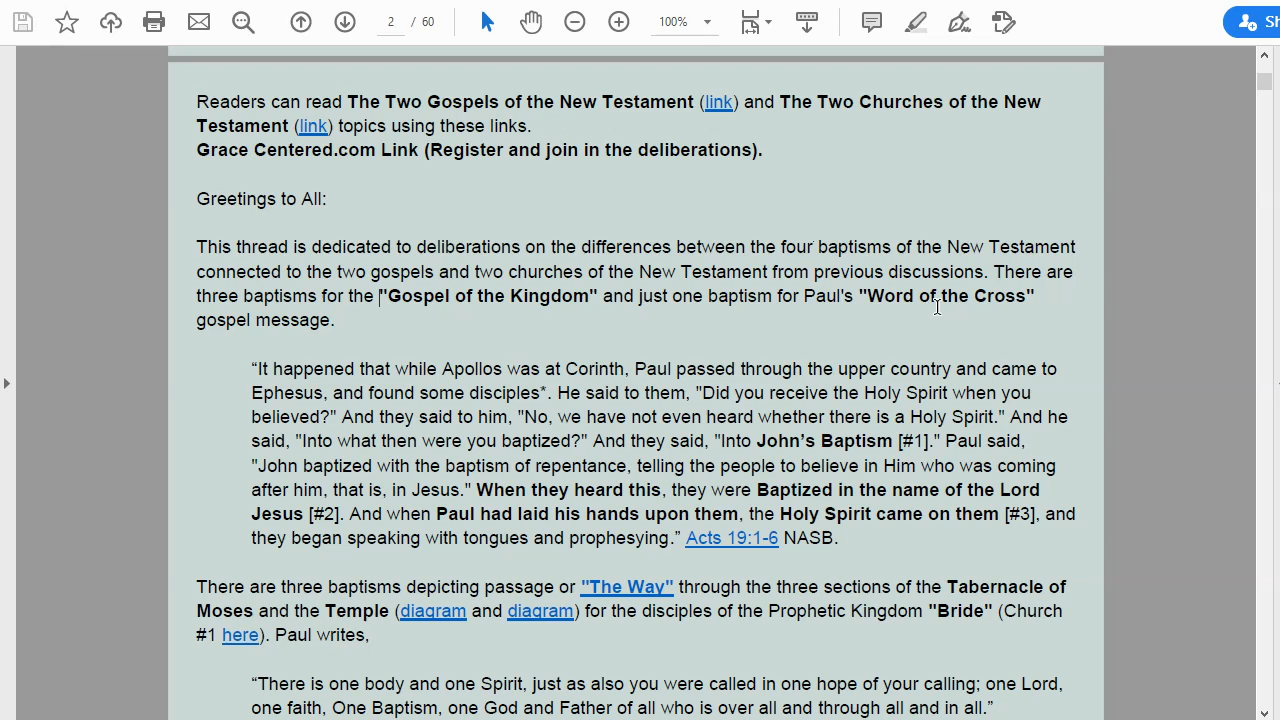 2 / 60
100%
Sh
Readers can read The Two Gospels of the New Testament (link) and The Two Churches of the New
Testament (link) topics using these links.
Grace Centered.com Link (Register and join in the deliberations).
Greetings to All:
This thread is dedicated to deliberations on the differences between the four baptisms of the New Testament
connected to the two gospels and two churches of the New Testament from previous discussions. There are
three baptisms for the "Gospel of the Kingdom" and just one baptism for Paul's "Word of the Cross"
gospel message.
“It happened that while Apollos was at Corinth, Paul passed through the upper country and came to
Ephesus, and found some disciples*. He said to them, "Did you receive the Holy Spirit when you
believed?" And they said to him, "No, we have not even heard whether there is a Holy Spirit." And he
said, "Into what then were you baptized?" And they said, "Into John’s Baptism [#1]." Paul said,
"John baptized with the baptism of repentance, telling the people to believe in Him who was coming
after him, that is, in Jesus." When they heard this, they were Baptized in the name of the Lord
Jesus [#2]. And when Paul had laid his hands upon them, the Holy Spirit came on them [#3], and
they began speaking with tongues and prophesying.” Acts 19:1-6 NASB.
There are three baptisms depicting passage or "The Way" through the three sections of the Tabernacle of
Moses and the Temple (diagram and diagram) for the disciples of the Prophetic Kingdom "Bride" (Church
#1 here). Paul writes,
“There is one body and one Spirit, just as also you were called in one hope of your calling; one Lord,
one faith, One Baptism, one God and Father of all who is over all and through all and in all.”